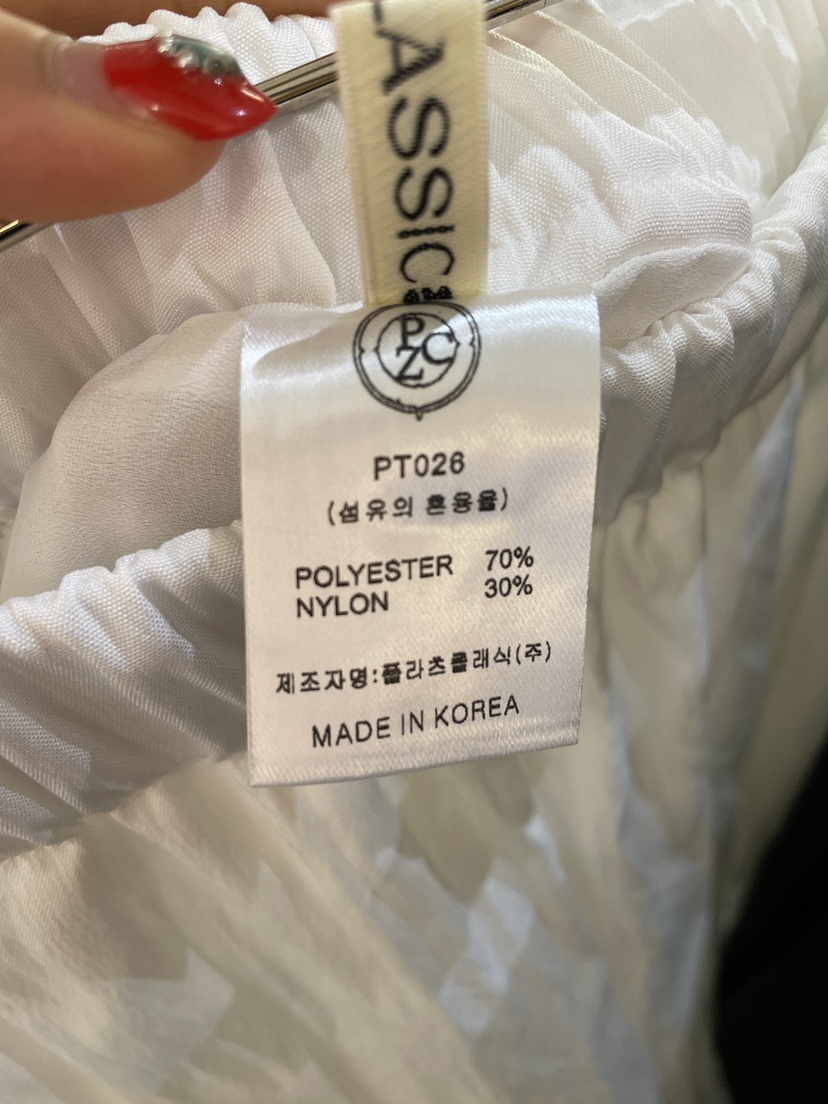 LASSIC
PZC
PT026
(섬유의 혼용율)
POLYESTER 70%
NYLON 30%
제조자명:플라츠클래식(주)
MADE IN KOREA